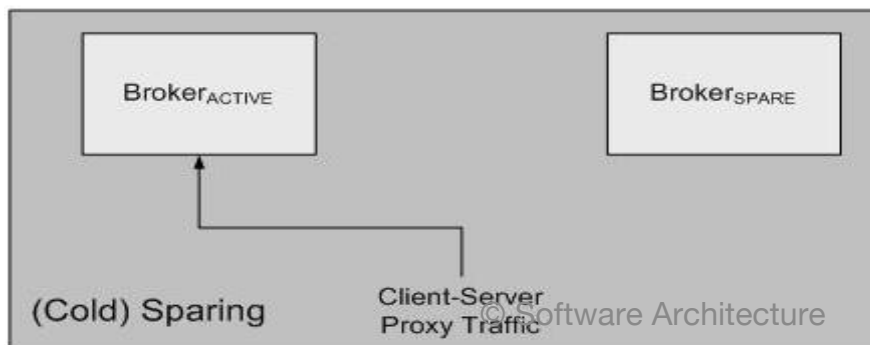 BrokerACTIVE
BrokerSPARE
(Cold) Sparing
Client-Server
Proxy Traffic
© Software Architecture